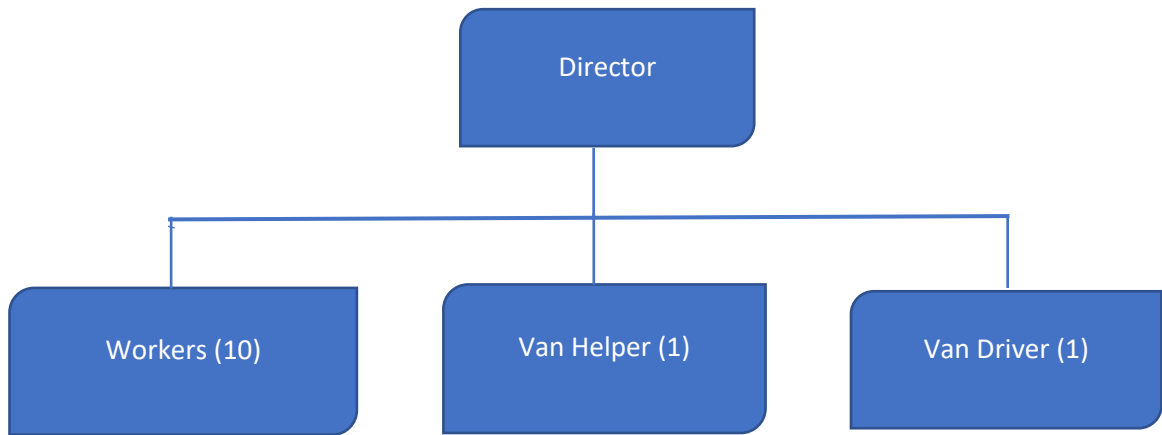 Director
Workers (10)
Van Helper (1)
Van Driver (1)